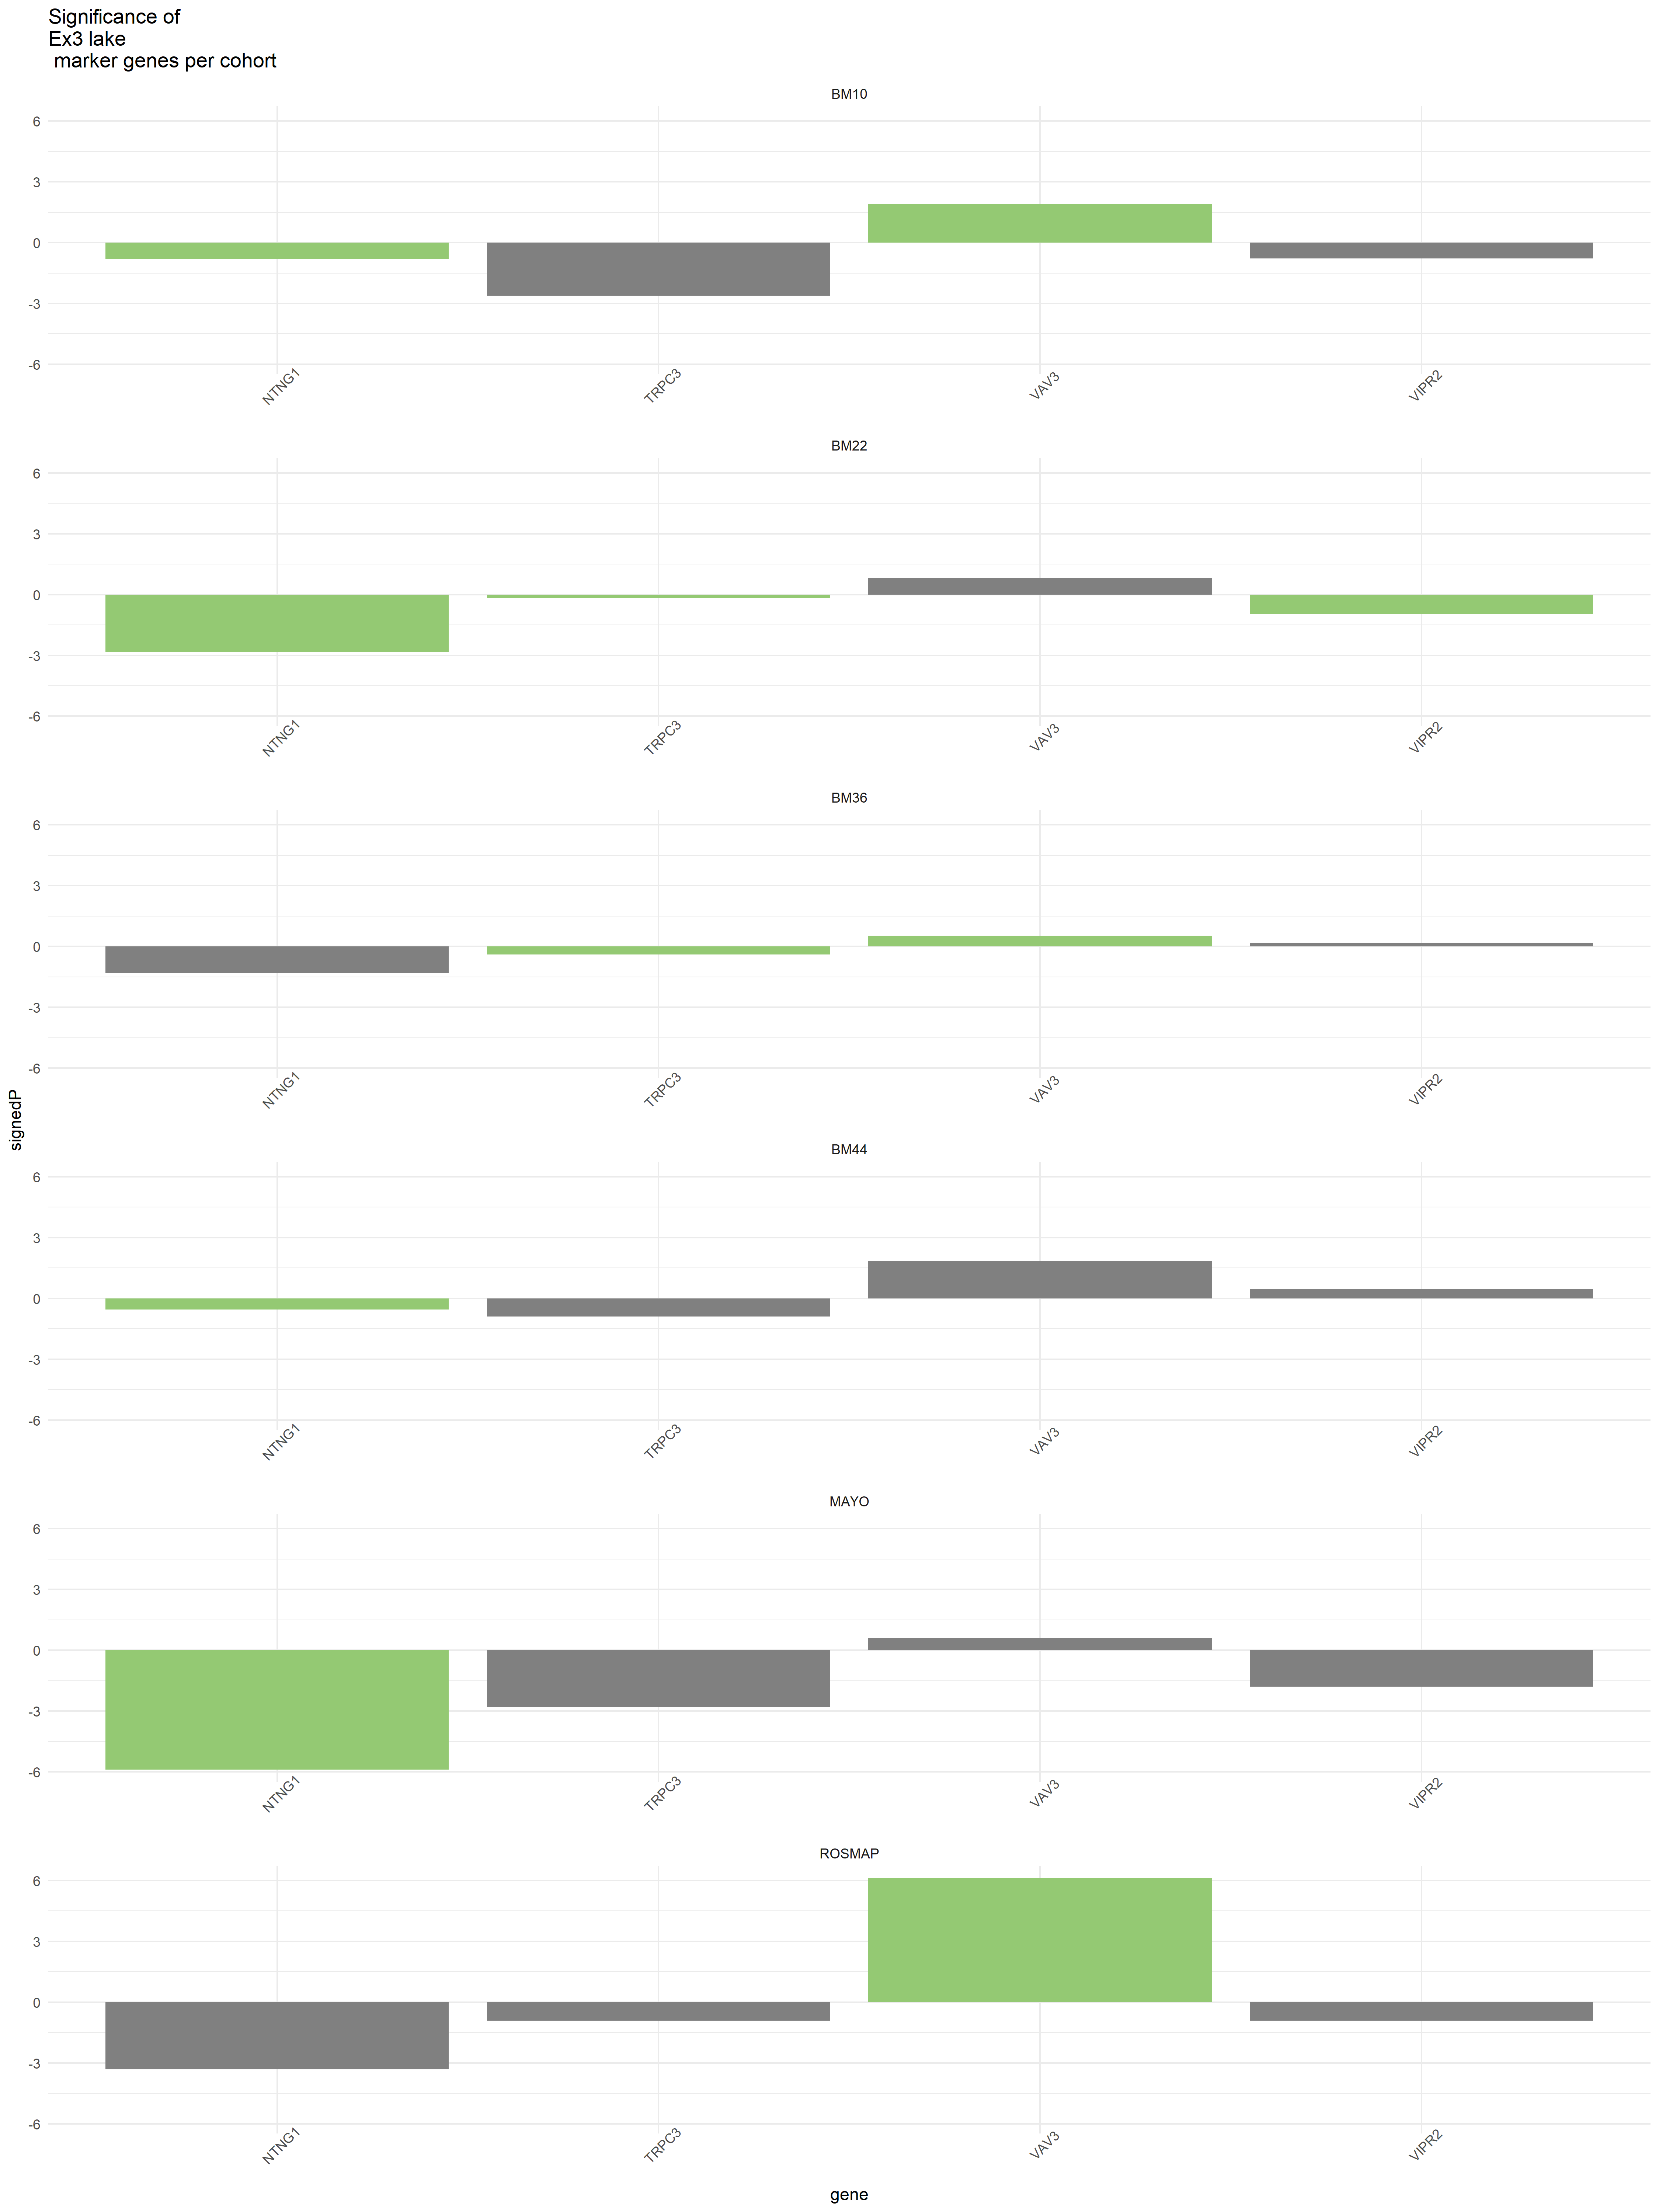 Significance of
Ex3 lake
marker genes per cohort
BM10
6
3
0
-3
-6
NTNG1 TRPC3 VAV3 VIPR2
BM22
6
3
0
-3
-6
NTNG1 TRPC3 VAV3 VIPR2
BM36
6
3
0
-3
-6
NTNG1 TRPC3 VAV3 VIPR2
signedP
BM44
6
3
0
-3
-6
NTNG1 TRPC3 VAV3 VIPR2
MAYO
6
3
0
-3
-6
NTNG1 TRPC3 VAV3 VIPR2
ROSMAP
6
3
0
-3
-6
NTNG1 TRPC3 VAV3 VIPR2
gene